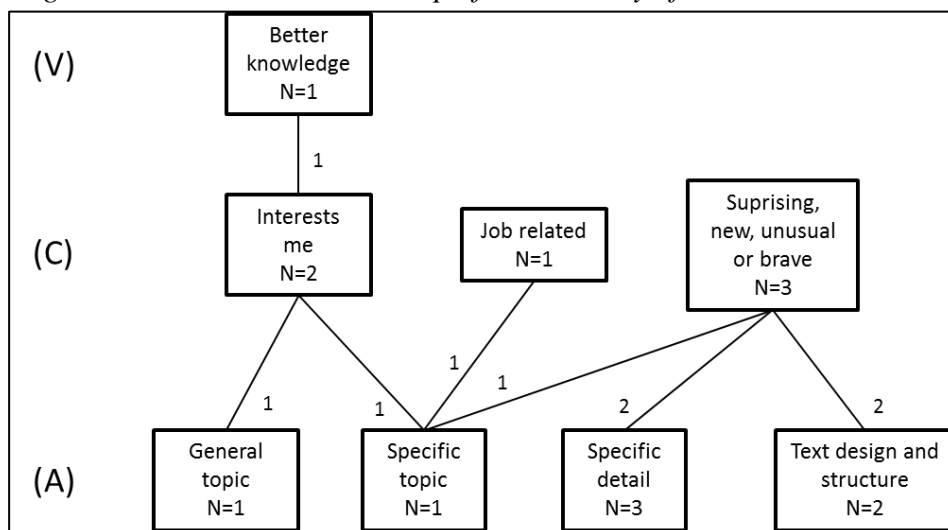 (V)
Better
knowledge
N=1
1
(C)
Interests
me
N=2
Job related
N=1
Suprising,
new, unusual
or brave
N=3
1
1
1
1
2
2
(A)
General
topic
N=1
Specific
topic
N=1
Specific
detail
N=3
Text design and
structure
N=2